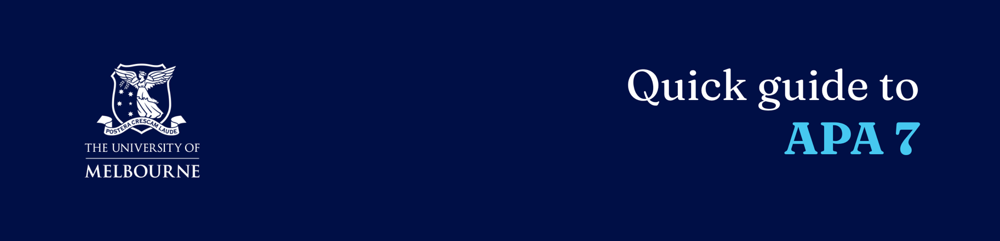 POSTERA CRESCAM LAUDE
THE UNIVERSITY OF
MELBOURNE
Quick guide to
APA 7